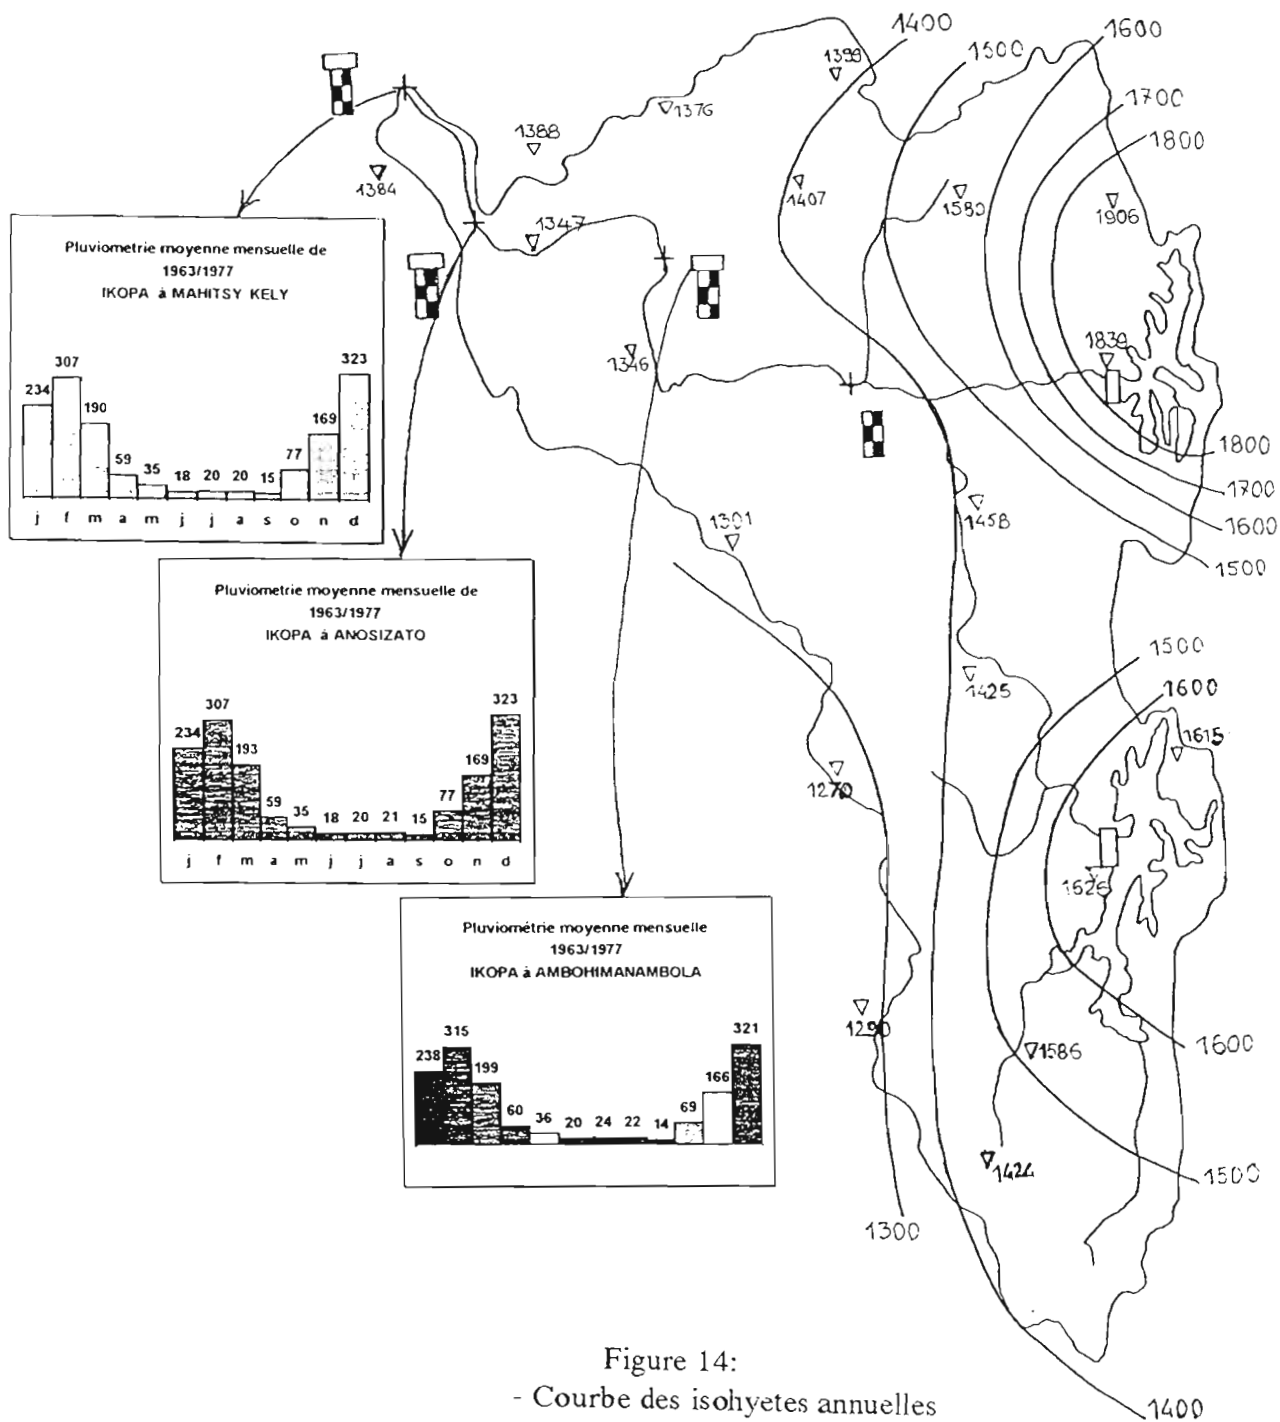 1400
1500
1600
1399
1700
1376
1800
1388
1384
1407
1580
1906
1347
Pluviometrie moyenne mensuelle de
1963/1977
IKOPA à MAHITSY KELY
234 307 190 59 35 18 20 20 15 77 169 323
j f m a m j j a s o n d
1346
1839
1800
1700
1600
1500
1458
1301
Pluviometrie moyenne mensuelle de
1963/1977
IKOPA à ANOSIZATO
234 307 193 59 35 18 20 21 15 77 169 323
j f m a m j j a s o n d
1500
1600
1425
1615
1270
1626
Pluviométrie moyenne mensuelle
1963/1977
IKOPA à AMBOHIMANAMBOLA
238 315 199 60 36 20 24 22 14 69 166 321
1290
1586
1600
1424
1500
1300
1400
Figure 14:
- Courbe des isohyetes annuelles